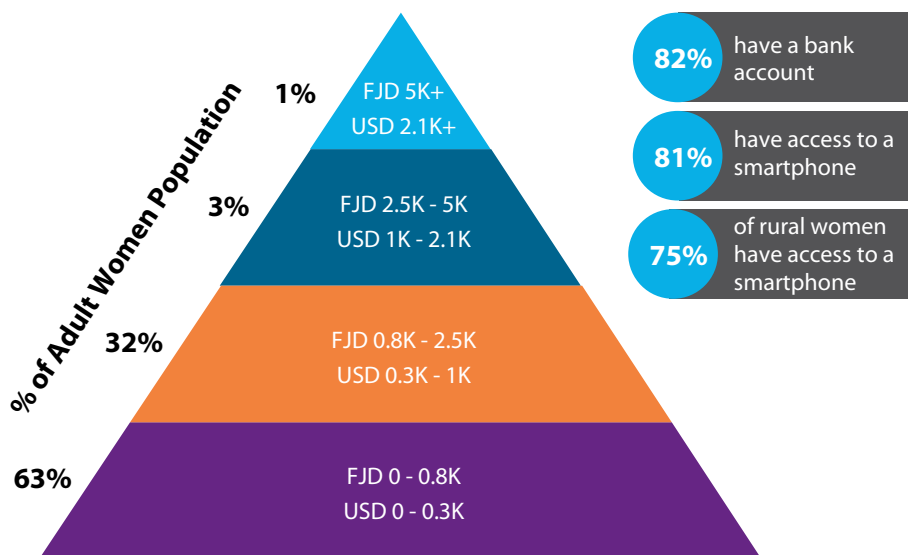 % of Adult Women Population
1%
FJD 5K+
USD 2.1K+
3%
FJD 2.5K - 5K
USD 1K - 2.1K
32%
FJD 0.8K - 2.5K
USD 0.3K - 1K
63%
FJD 0 - 0.8K
USD 0 - 0.3K
82%
have a bank
account
81%
have access to a
smartphone
75%
of rural women
have access to a
smartphone